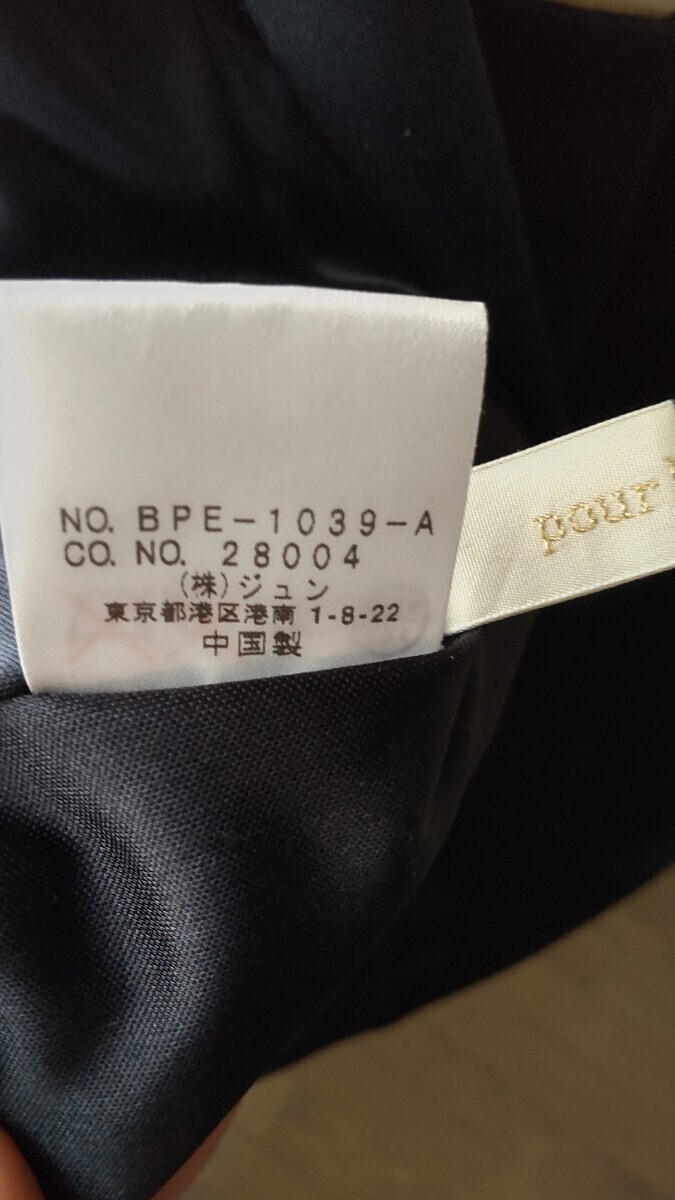 NO. BPE-1039-A
CO. NO. 28004
(株)ジュン
東京都港区港南 1-8-22
中国製
pour